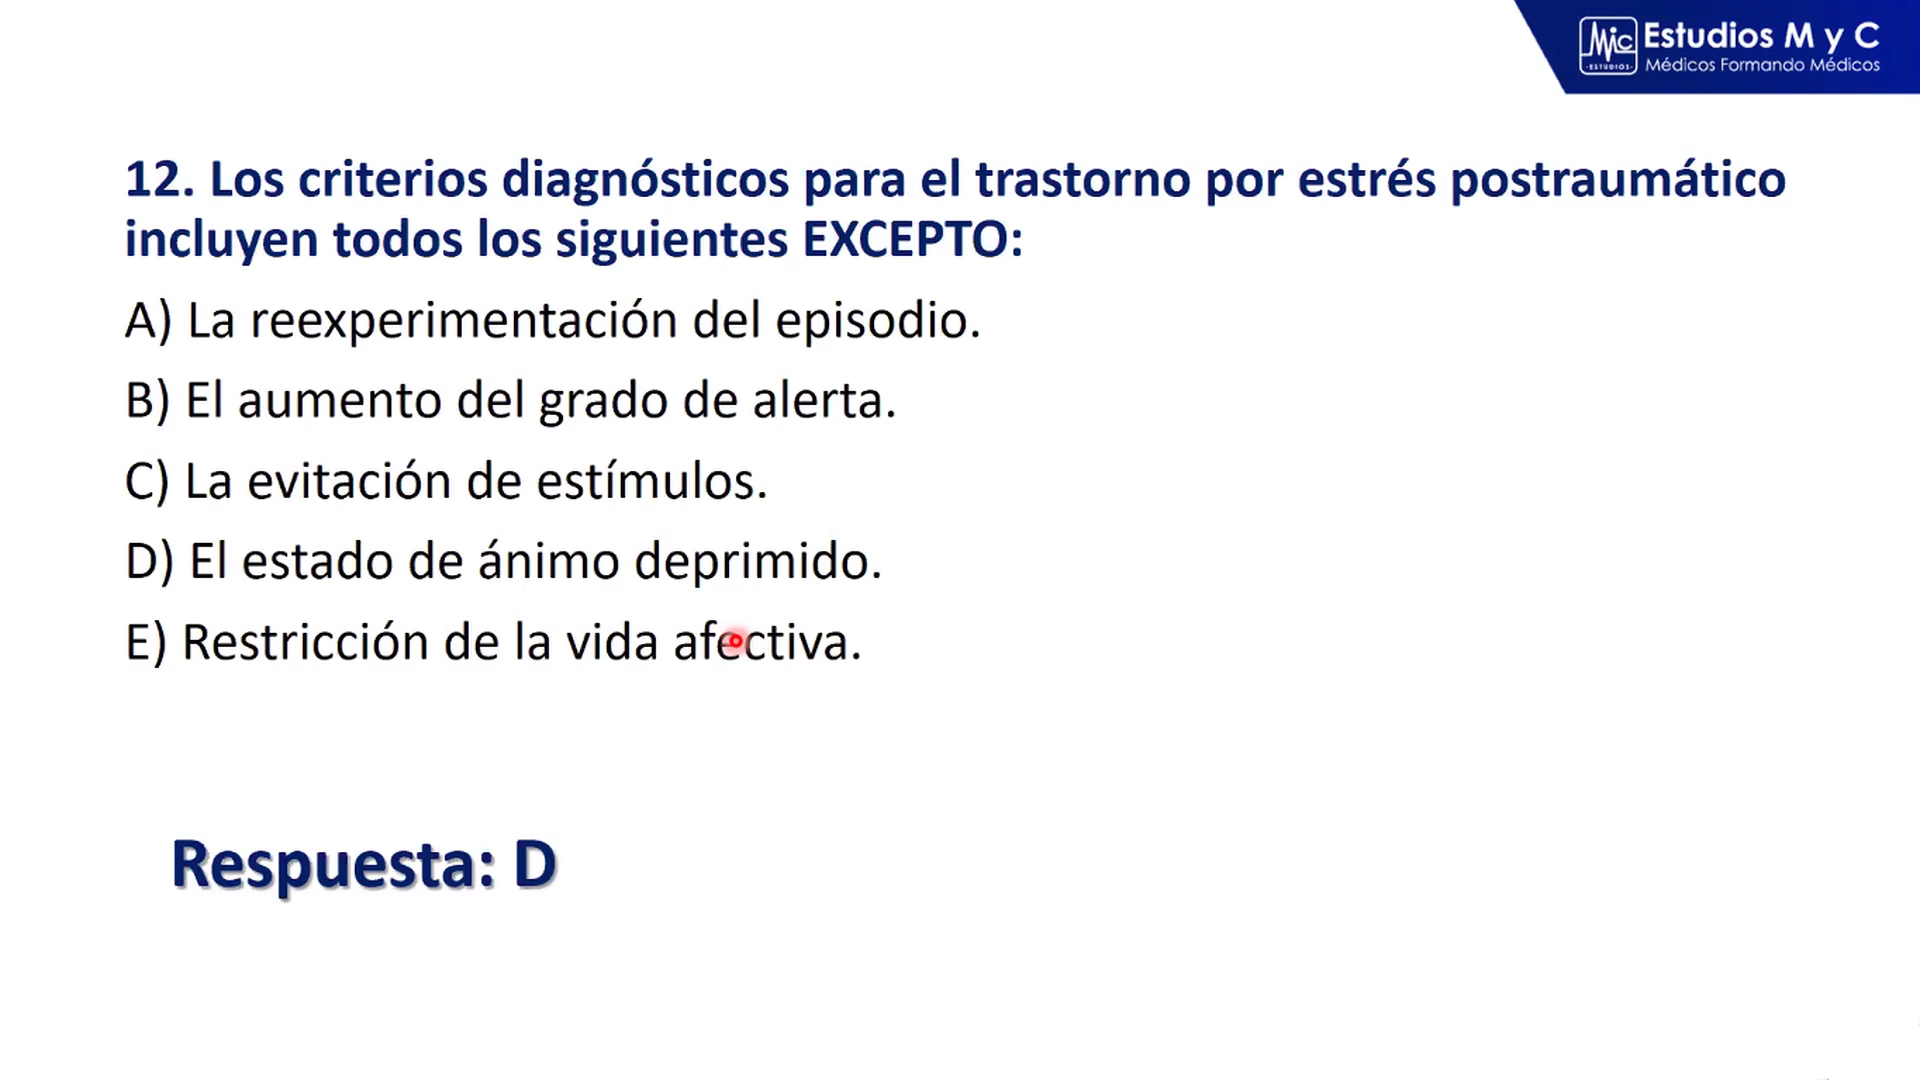 Mic
ESTUDIOS
Estudios M y C
Médicos Formando Médicos
12. Los criterios diagnósticos para el trastorno por estrés postraumático
incluyen todos los siguientes EXCEPTO:
A) La reexperimentación del episodio.
B) El aumento del grado de alerta.
C) La evitación de estímulos.
D) El estado de ánimo deprimido.
E) Restricción de la vida afectiva.
Respuesta: D